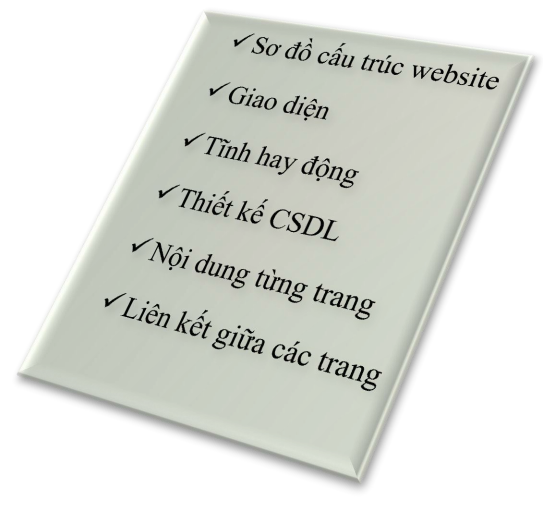 ✓Sơ đồ cấu trúc website
✓Giao diện
✓Tĩnh hay động
✓Thiết kế CSDL
✓Nội dung từng trang
✓Liên kết giữa các trang